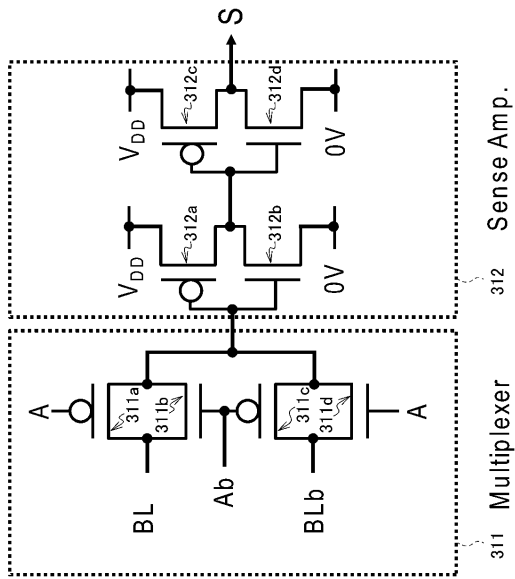 A
311a
311b
BL
Ab
311c
311d
BLb
A
Multiplexer
311
V_DD
312a
312b
0V
V_DD
312c
312d
0V
S
Sense Amp.
312